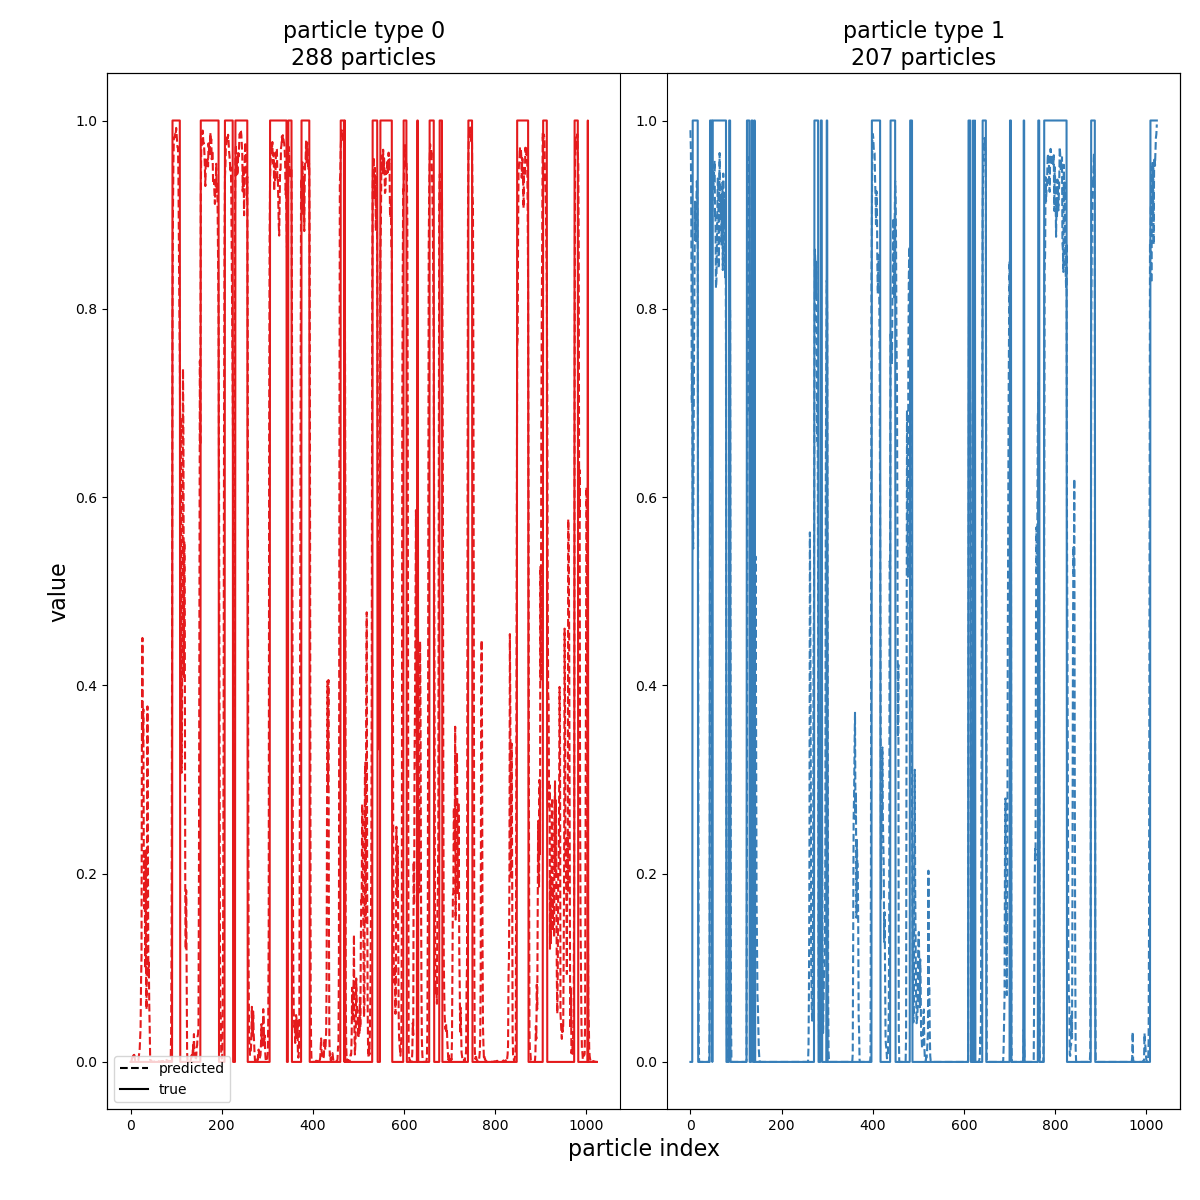 particle type 0
288 particles
particle type 1
207 particles
1.0
0.8
0.6
0.4
0.2
0.0
value
1.0
0.8
0.6
0.4
0.2
0.0
predicted
true
0 200 400 600 800 1000
0 200 400 600 800 1000
particle index